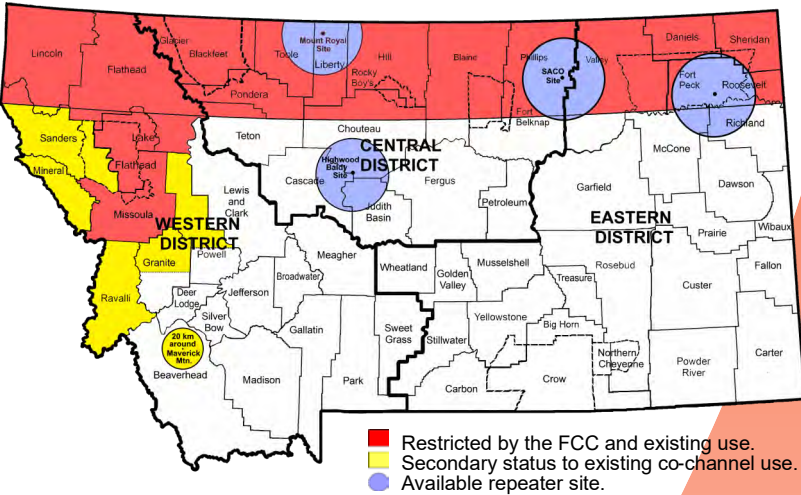 Lincoln
Flathead
Glacier
Blackfeet
Toole
Mount Royal
Site
Liberty
Hill
Rocky
Boy's
Blaine
Phillips
Valley
Daniels
Sheridan
Pondera
SACO
Site
Fort
Peck
Roosevelt
Fort
Belknap
Richland
Sanders
Lake
Flathead
Mineral
Missoula
Teton
Chouteau
CENTRAL
DISTRICT
Highwood
Baldy
Site
Cascade
Fergus
Judith
Basin
Petroleum
McCone
Garfield
Dawson
Wibaux
Prairie
EASTERN
DISTRICT
Lewis
and
Clark
WESTERN
DISTRICT
Powell
Granite
Ravalli
Deer
Lodge
Silver
Bow
Jefferson
Broadwater
Meagher
Wheatland
Golden
Valley
Musselshell
Treasure
Rosebud
Custer
Fallon
20 km
around
Maverick
Mtn.
Beaverhead
Madison
Gallatin
Park
Sweet
Grass
Stillwater
Yellowstone
Big Horn
Carbon
Crow
Northern
Cheyenne
Powder
River
Carter
Restricted by the FCC and existing use.
Secondary status to existing co-channel use.
Available repeater site.